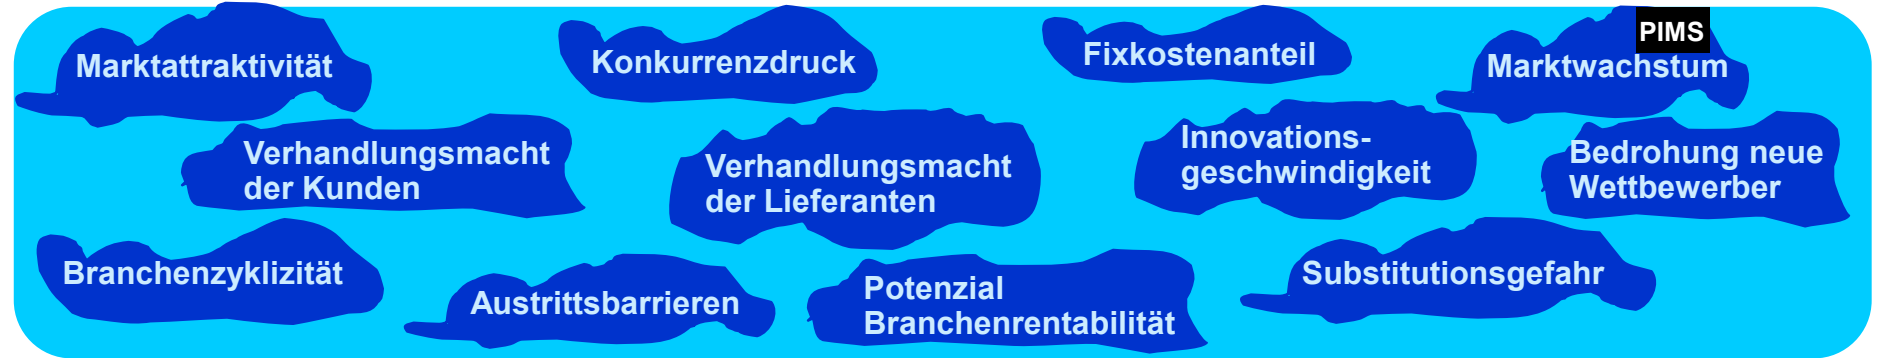 Marktattraktivität
Konkurrenzdruck
Fixkostenanteil
PIMS
Marktwachstum
Verhandlungsmacht
der Kunden
Verhandlungsmacht
der Lieferanten
Innovations-
geschwindigkeit
Bedrohung neue
Wettbewerber
Branchenzyklizität
Austrittsbarrieren
Potenzial
Branchenrentabilität
Substitutionsgefahr